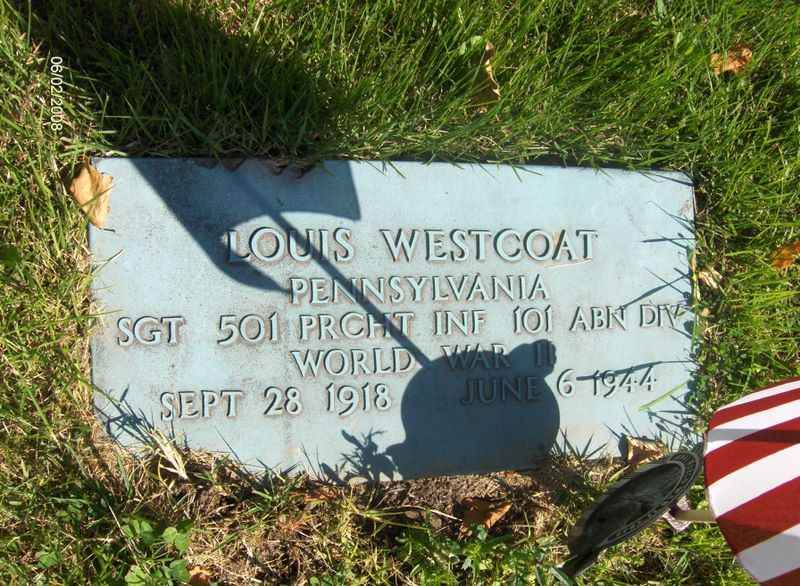 06/02/2008
LOUIS WESTCOAT
PENNSYLVANIA
SGT 501 PRCHT INF 101 ABN DIV
WORLD WAR II
SEPT 28 1918 JUNE 6 1944